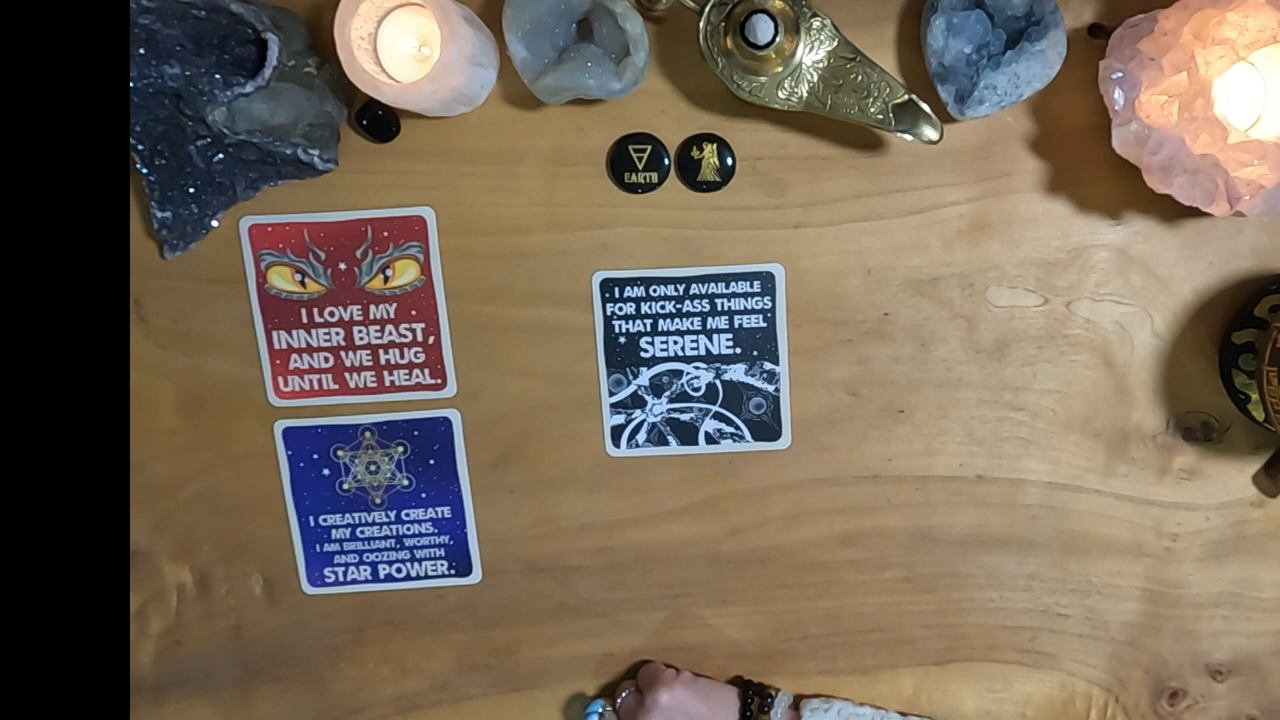 EARTH
I LOVE MY
INNER BEAST,
AND WE HUG
UNTIL WE HEAL.
I AM ONLY AVAILABLE
FOR KICK-ASS THINGS
THAT MAKE ME FEEL
SERENE.
I CREATIVELY CREATE
MY CREATIONS.
I AM BRILLIANT, WORTHY,
AND OOZING WITH
STAR POWER.